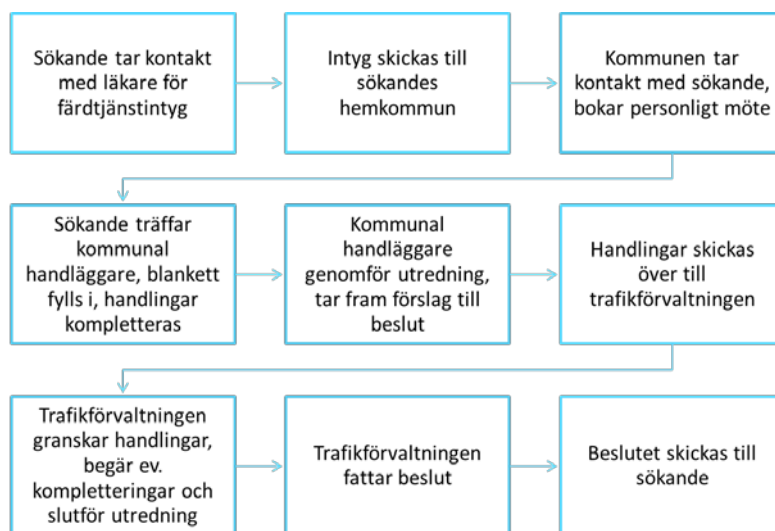 Sökande tar kontakt
med läkare för
färdtjänstintyg
Intyg skickas till
sökandes
hemkommun
Kommunen tar
kontakt med sökande,
bokar personligt möte
Sökande träffar
kommunal
handläggare, blankett
fylls i, handlingar
kompletteras
Kommunal
handläggare
genomför utredning,
tar fram förslag till
beslut
Handlingar skickas
över till
trafikförvaltningen
Trafikförvaltningen
granskar handlingar,
begär ev.
kompletteringar och
slutför utredning
Trafikförvaltningen
fattar beslut
Beslutet skickas till
sökande